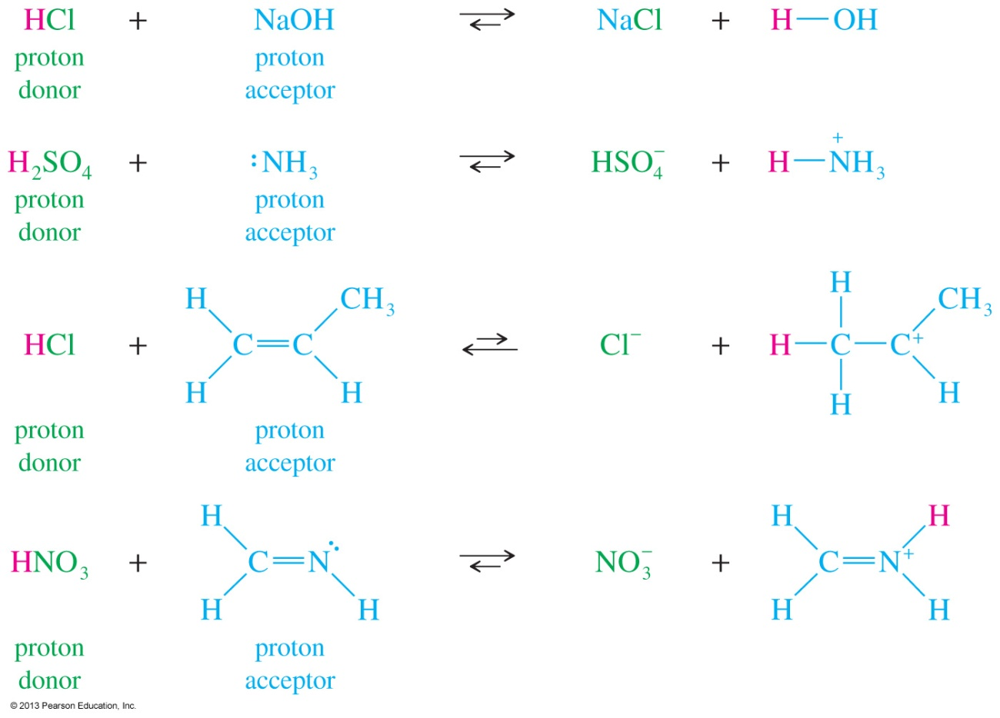 HCl + NaOH ⇌ NaCl + H—OH
proton proton
donor acceptor
H₂SO₄ + :NH₃ ⇌ HSO₄⁻ + H—N⁺H₃
proton proton
donor acceptor
H CH₃ H CH₃
HCl + C=C ⇌ Cl⁻ + H—C—C⁺
H H H H
proton proton
donor acceptor
H H H
HNO₃ + C=N̈ ⇌ NO₃⁻ + C=N⁺
H H H H
proton proton
donor acceptor
© 2013 Pearson Education, Inc.